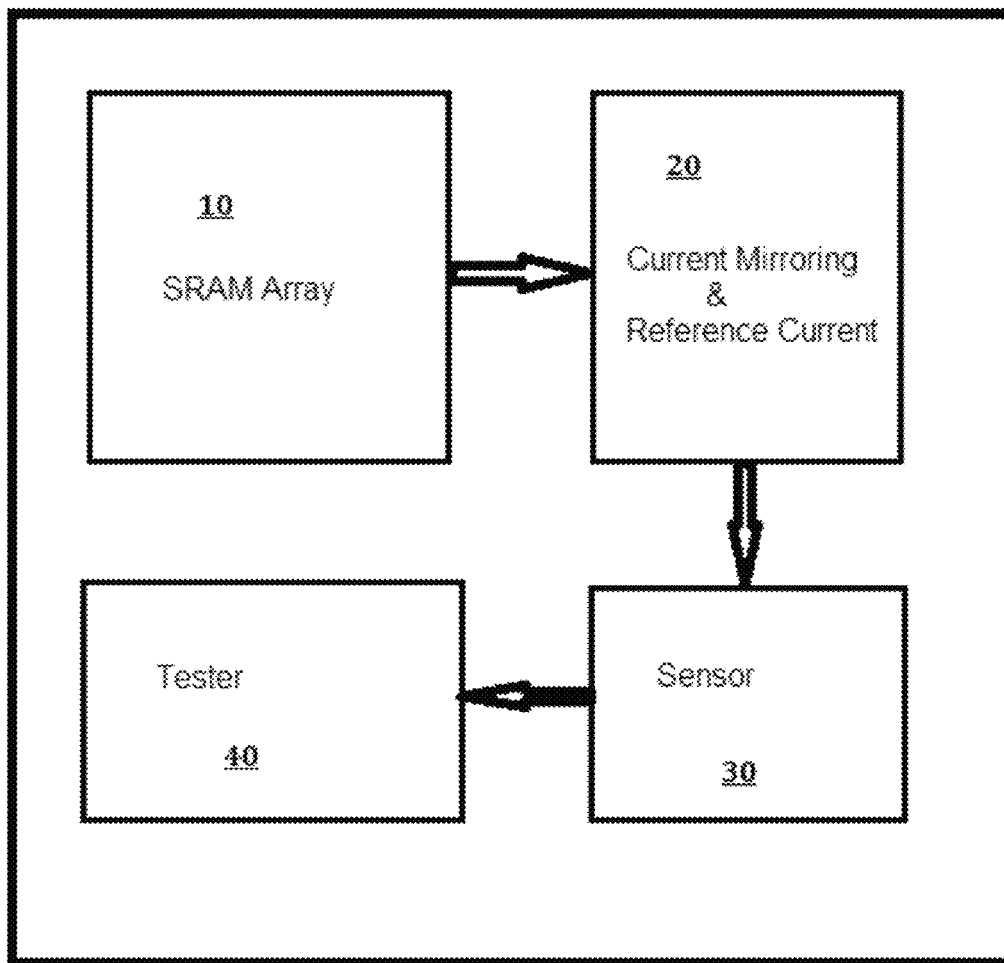 10
SRAM Array
20
Current Mirroring
&
Reference Current
Tester
40
Sensor
30